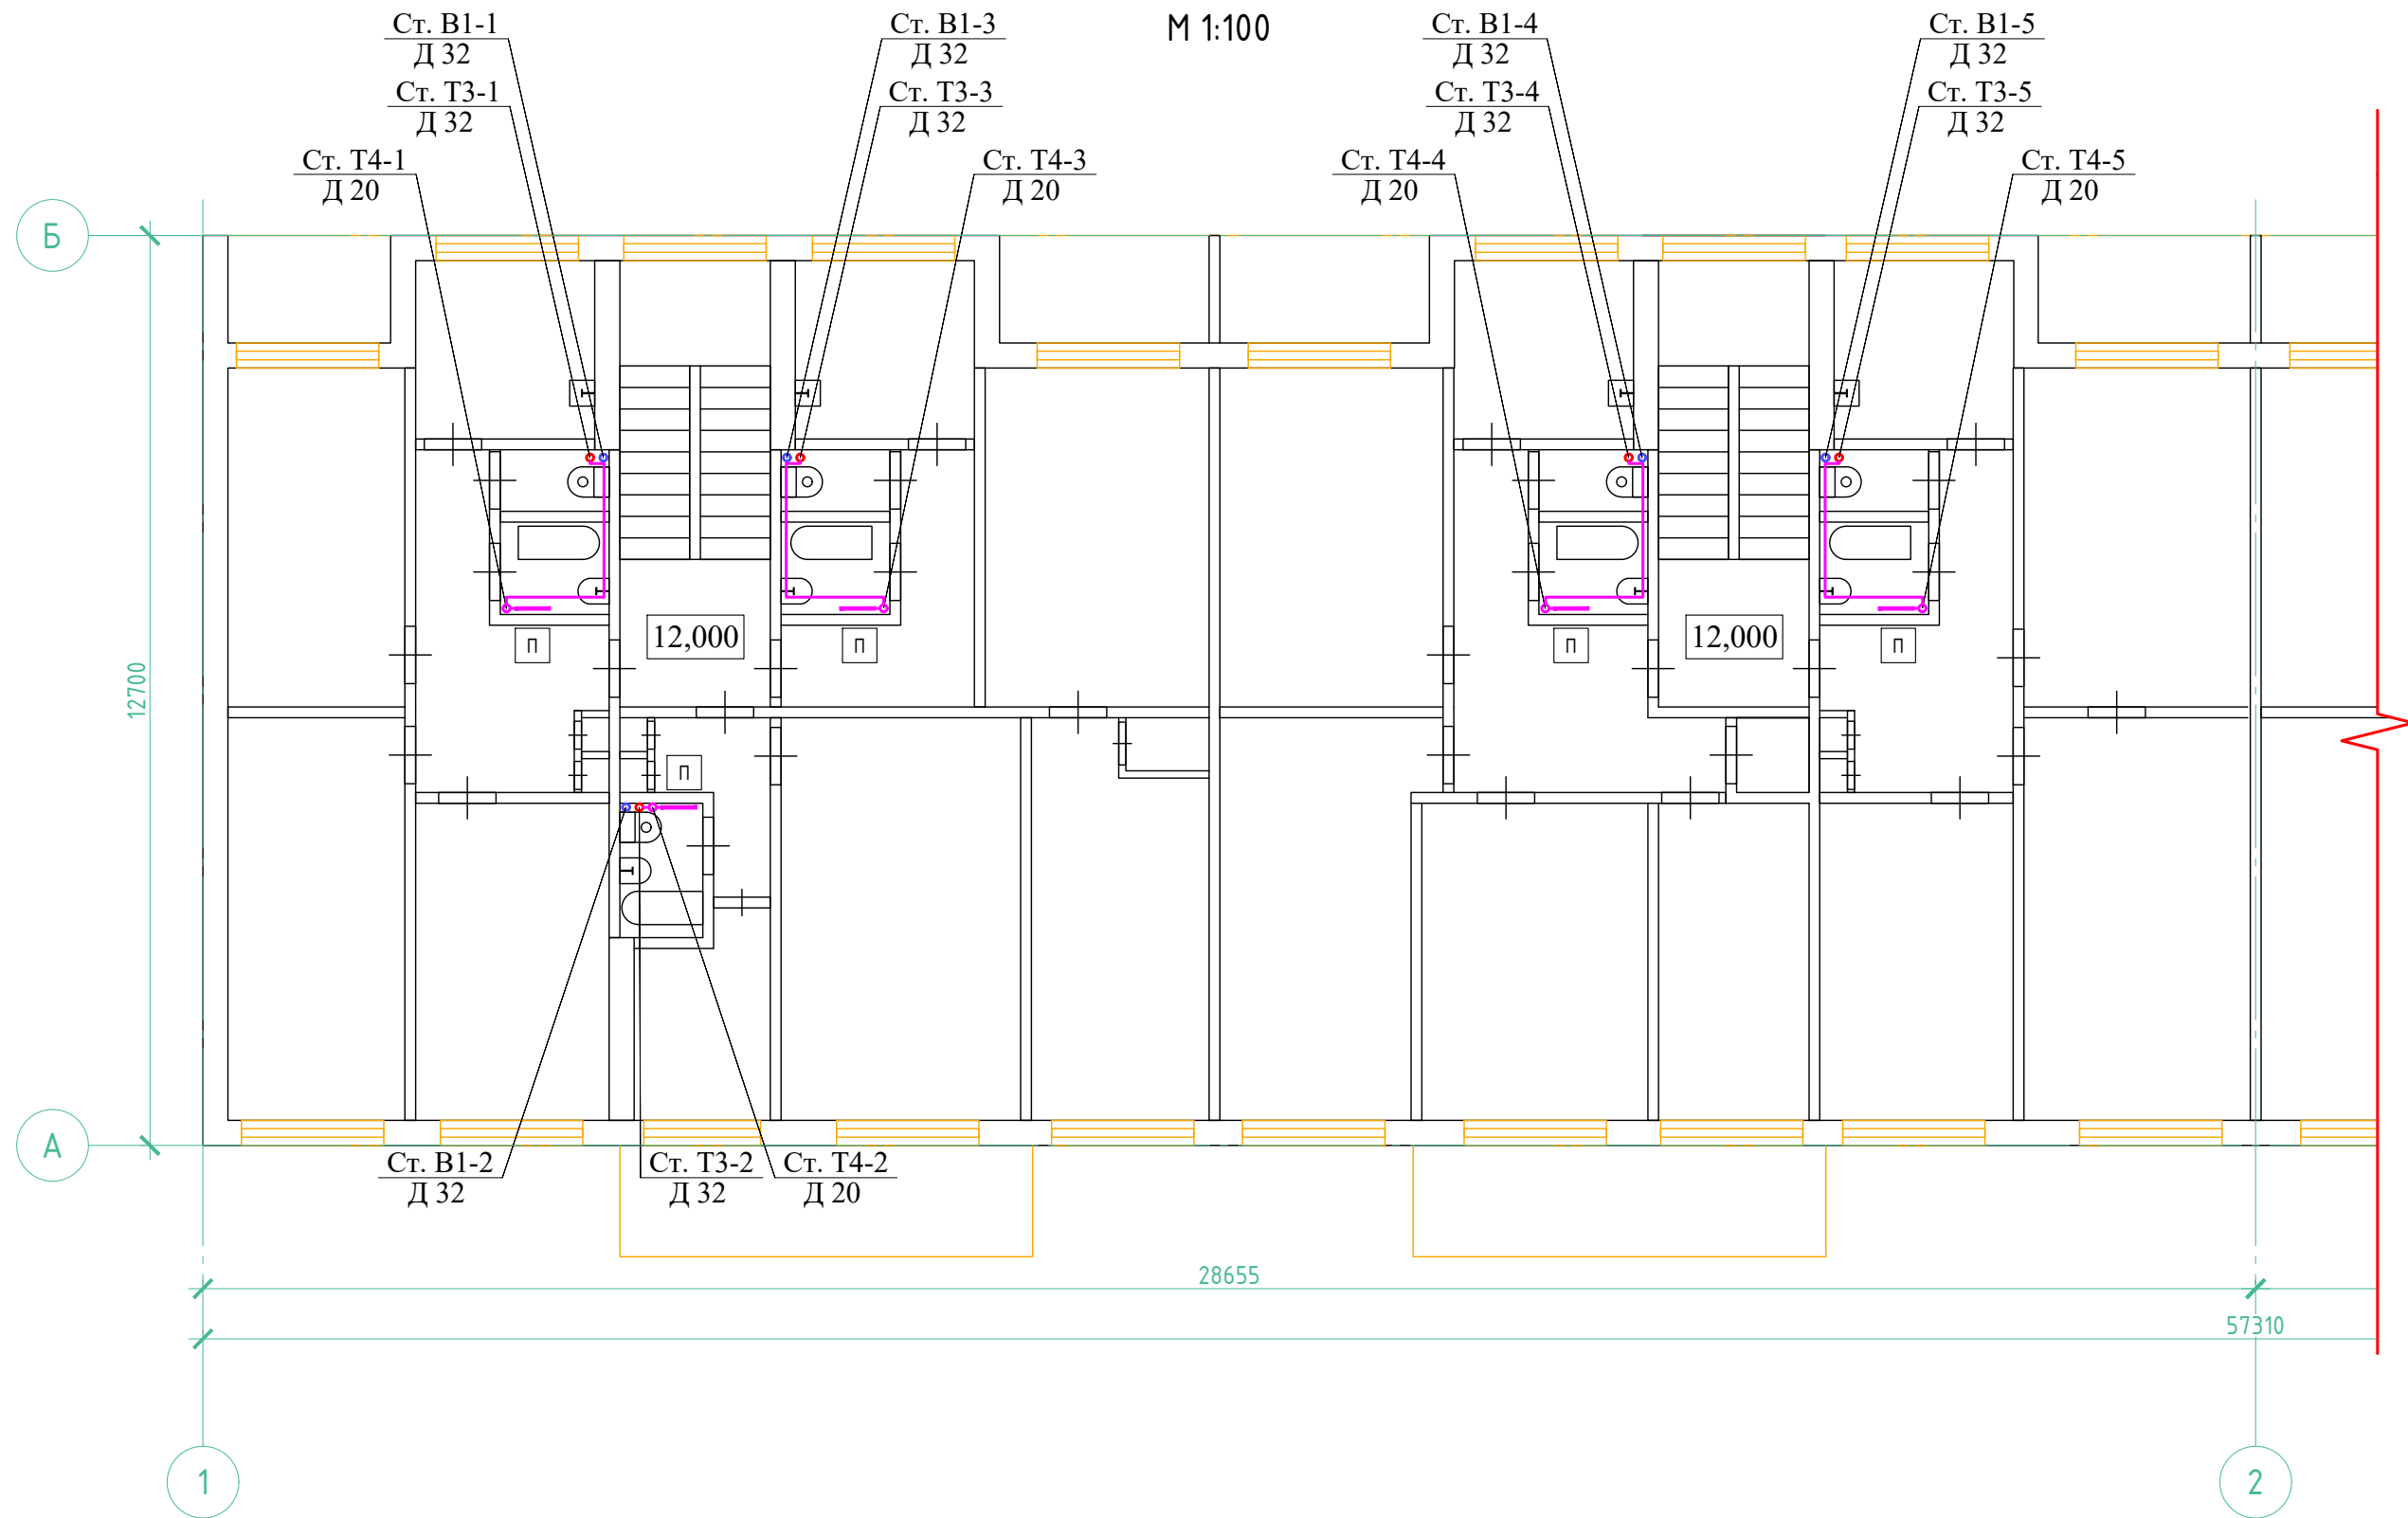 М 1:100
Ст. В1-1
Д 32
Ст. Т3-1
Д 32
Ст. Т4-1
Д 20
Ст. В1-3
Д 32
Ст. Т3-3
Д 32
Ст. Т4-3
Д 20
Ст. В1-4
Д 32
Ст. Т3-4
Д 32
Ст. Т4-4
Д 20
Ст. В1-5
Д 32
Ст. Т3-5
Д 32
Ст. Т4-5
Д 20
Б
12700
12,000
12,000
П
П
П
П
П
А
Ст. В1-2
Д 32
Ст. Т3-2
Д 32
Ст. Т4-2
Д 20
28655
57310
1
2